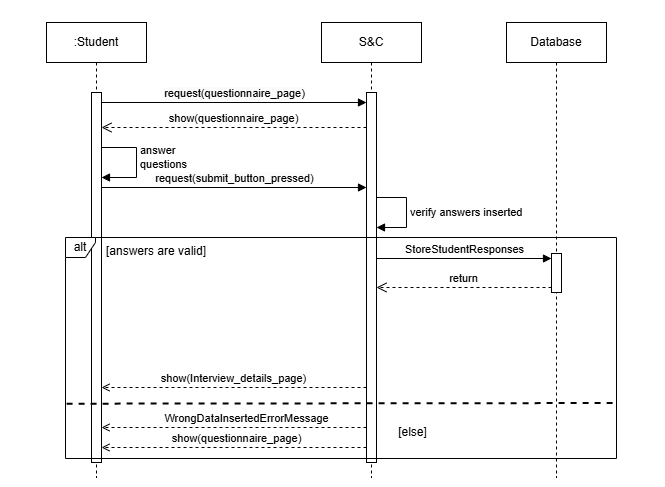 :Student
S&C
Database
request(questionnaire_page)
show(questionnaire_page)
answer
questions
request(submit_button_pressed)
verify answers inserted
alt
[answers are valid]
StoreStudentResponses
return
show(Interview_details_page)
WrongDataInsertedErrorMessage
[else]
show(questionnaire_page)